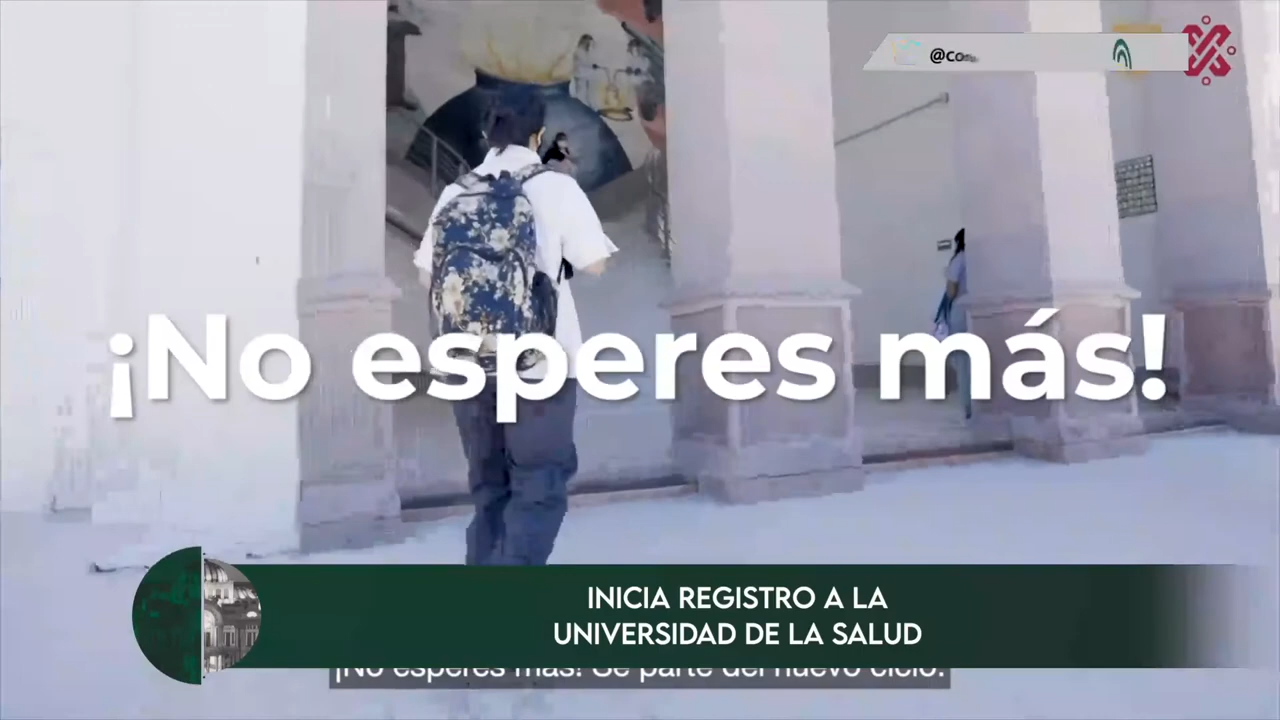 ¡No esperes más!
INICIA REGISTRO A LA
UNIVERSIDAD DE LA SALUD
¡No esperes más! Se parte del nuevo ciclo.